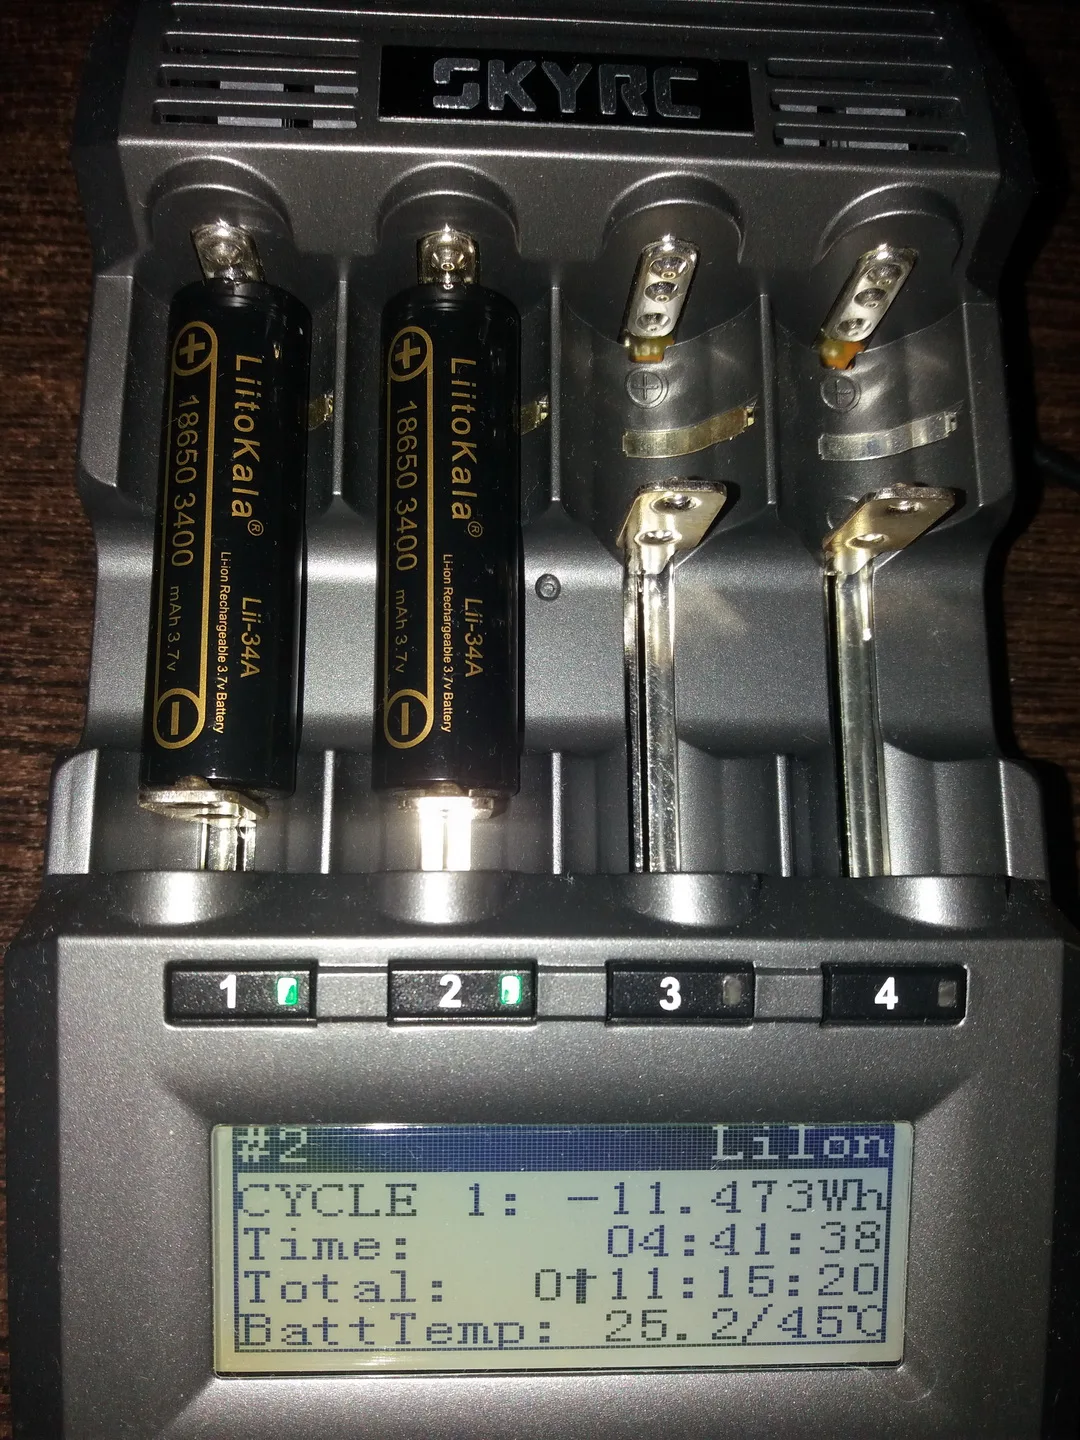 SKYRC
LiitoKala®
18650 3400 mAh 3.7v
Lii-34A
Li-ion Rechargeable 3.7v Battery
LiitoKala®
18650 3400 mAh 3.7v
Lii-34A
Li-ion Rechargeable 3.7v Battery
1 2 3 4
#2 LiIon
CYCLE 1: -11.473Wh
Time: 04:41:38
Total: 0†11:15:20
BattTemp: 25.2/45℃